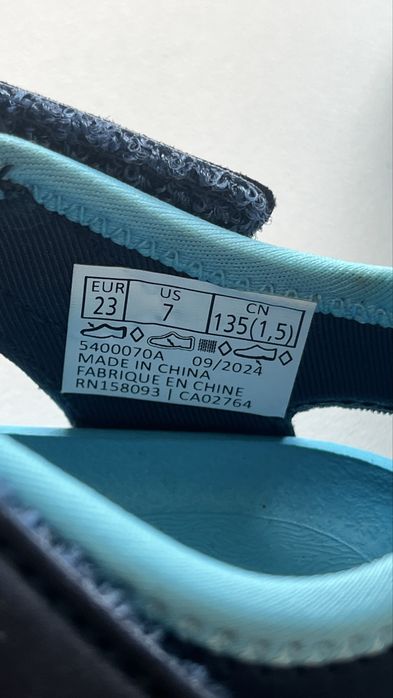 EUR US CN
23 7 135(1,5)
5400070A 09/2024
MADE IN CHINA
FABRIQUE EN CHINE
RN158093 | CA02764